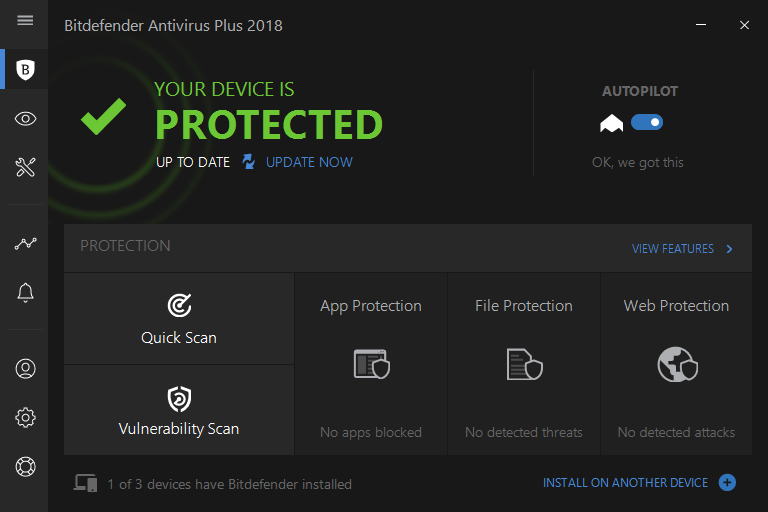 Bitdefender Antivirus Plus 2018
B
YOUR DEVICE IS
PROTECTED
UP TO DATE UPDATE NOW
AUTOPILOT
OK, we got this
PROTECTION
VIEW FEATURES
Quick Scan
Vulnerability Scan
App Protection
No apps blocked
File Protection
No detected threats
Web Protection
No detected attacks
1 of 3 devices have Bitdefender installed
INSTALL ON ANOTHER DEVICE